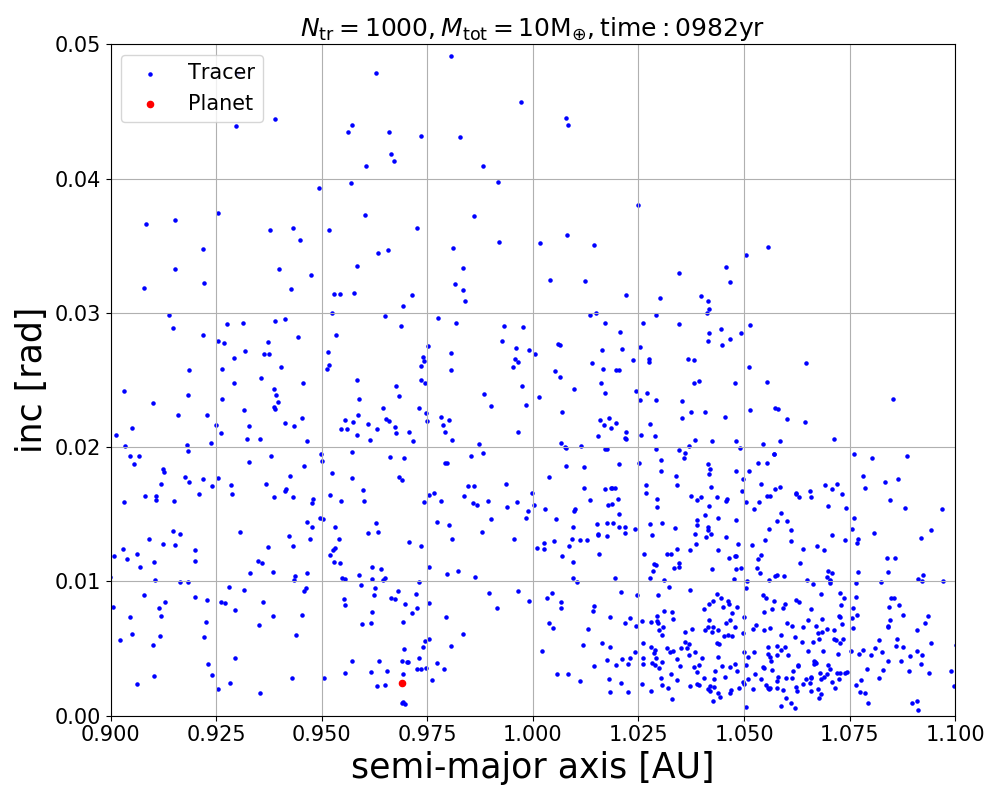 N_tr = 1000, M_tot = 10M_⊕, time : 0982yr
Tracer
Planet
0.05
0.04
0.03
0.02
0.01
0.00
inc [rad]
0.900 0.925 0.950 0.975 1.000 1.025 1.050 1.075 1.100
semi-major axis [AU]